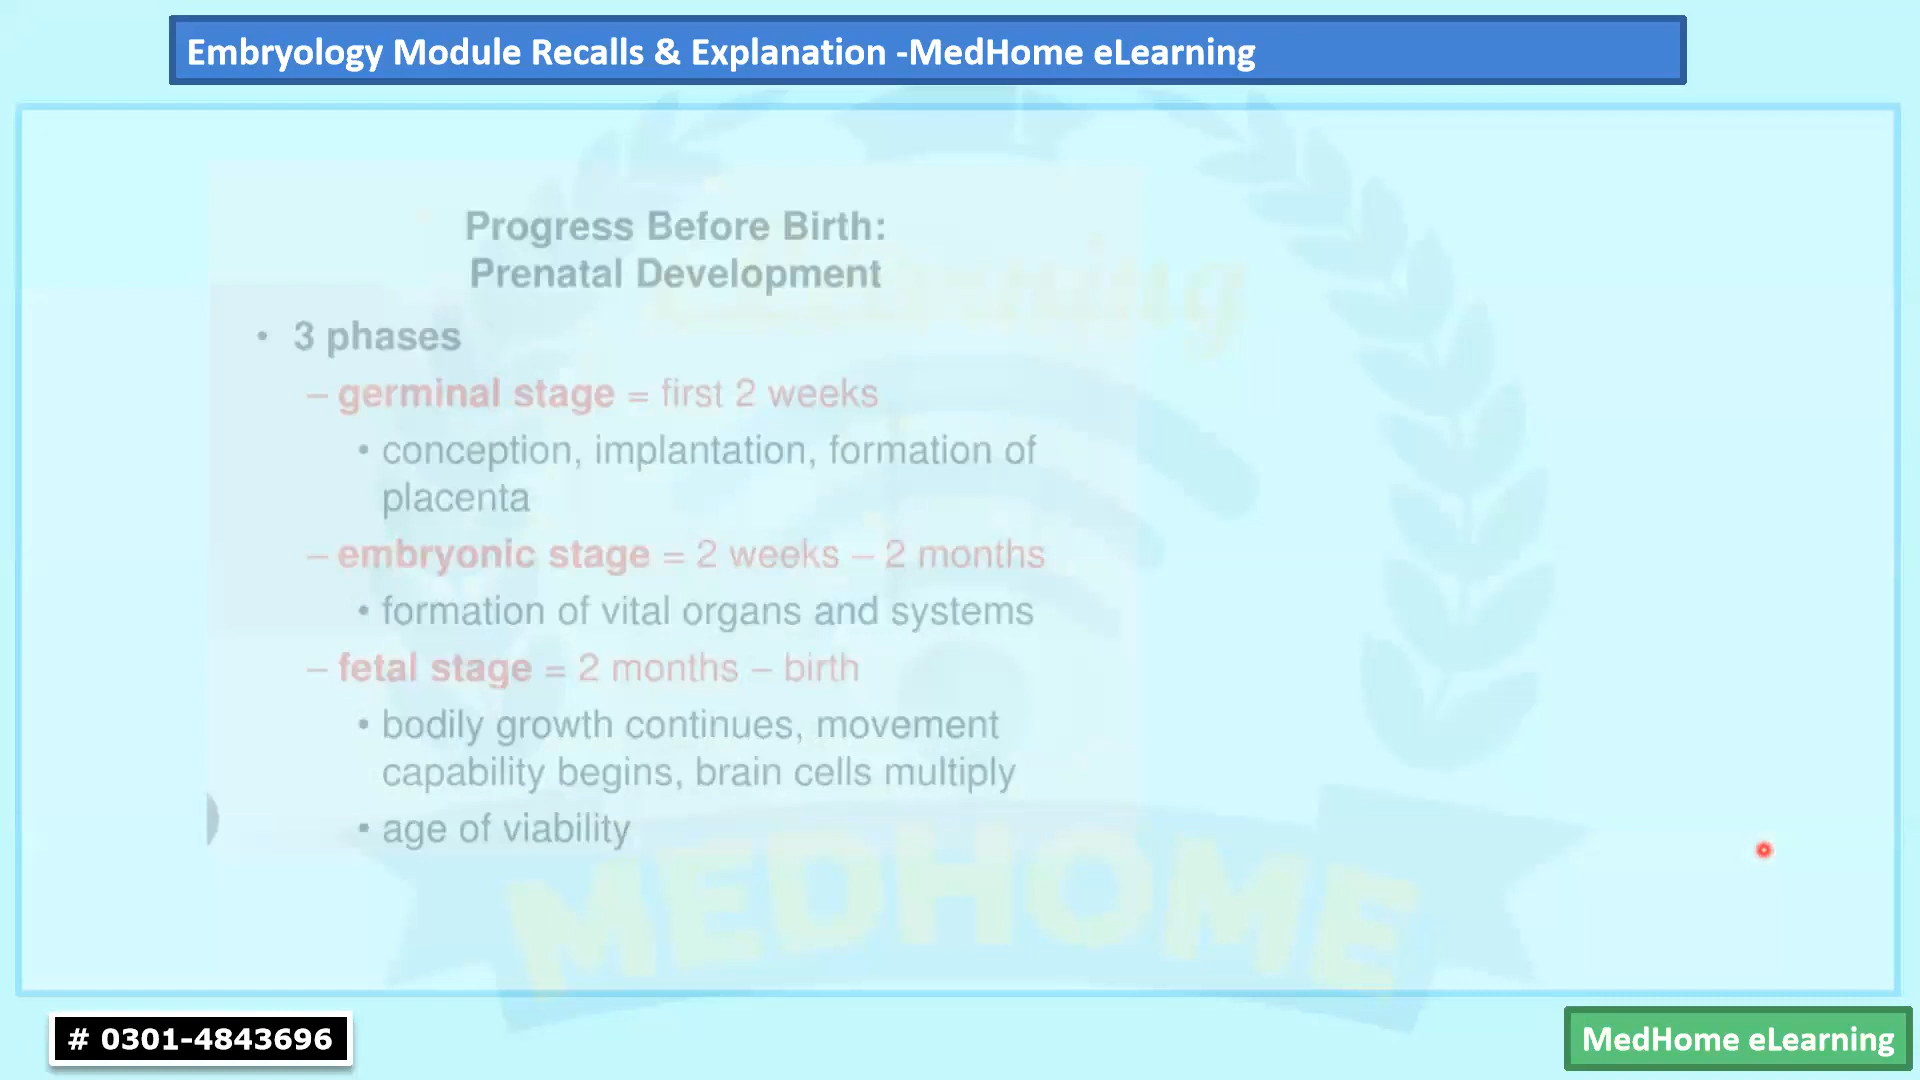 Embryology Module Recalls & Explanation -MedHome eLearning
Progress Before Birth:
Prenatal Development
• 3 phases
– germinal stage = first 2 weeks
• conception, implantation, formation of
placenta
– embryonic stage = 2 weeks – 2 months
• formation of vital organs and systems
– fetal stage = 2 months – birth
• bodily growth continues, movement
capability begins, brain cells multiply
• age of viability
eLearning
MEDHOME
# 0301-4843696
MedHome eLearning